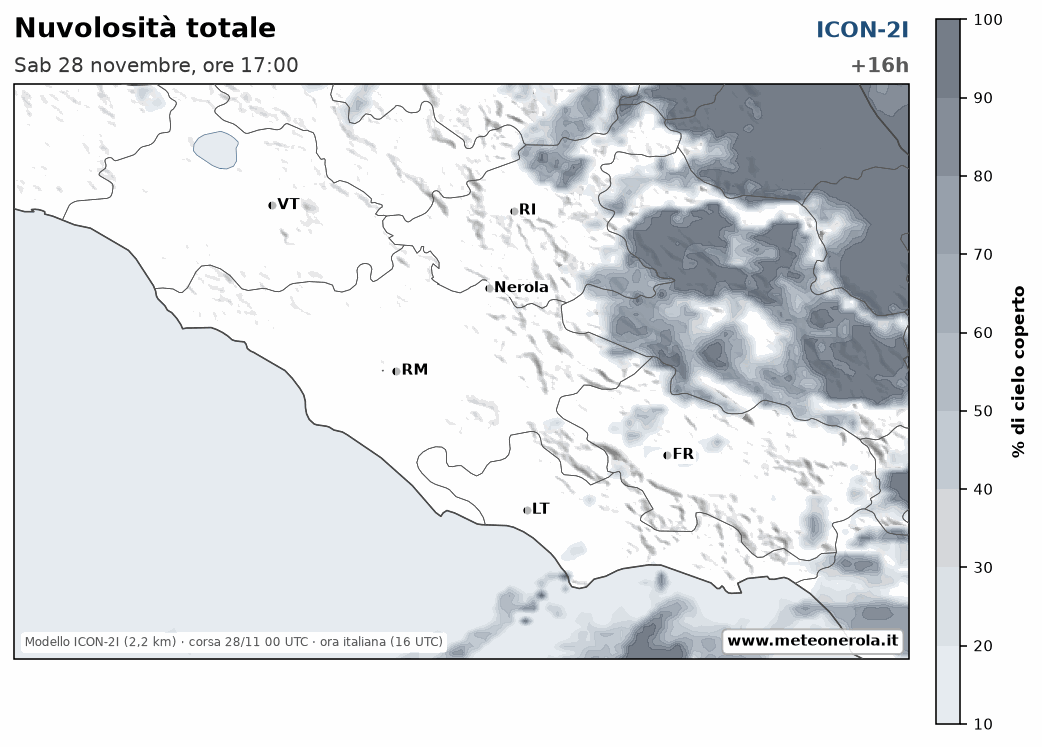 Nuvolosità totale
ICON-2I
Sab 28 novembre, ore 17:00
+16h
VT
RI
Nerola
RM
FR
LT
Modello ICON-2I (2,2 km) · corsa 28/11 00 UTC · ora italiana (16 UTC)
www.meteonerola.it
100
90
80
70
60
50
40
30
20
10
% di cielo coperto